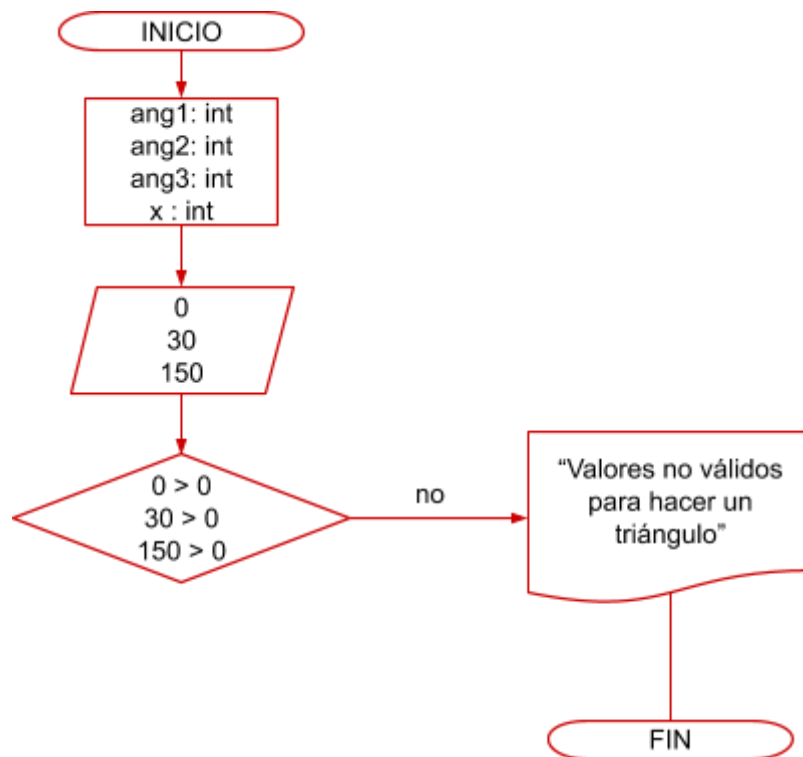 INICIO
ang1: int
ang2: int
ang3: int
x : int
0
30
150
0 > 0
30 > 0
150 > 0
no
“Valores no válidos
para hacer un
triángulo”
FIN